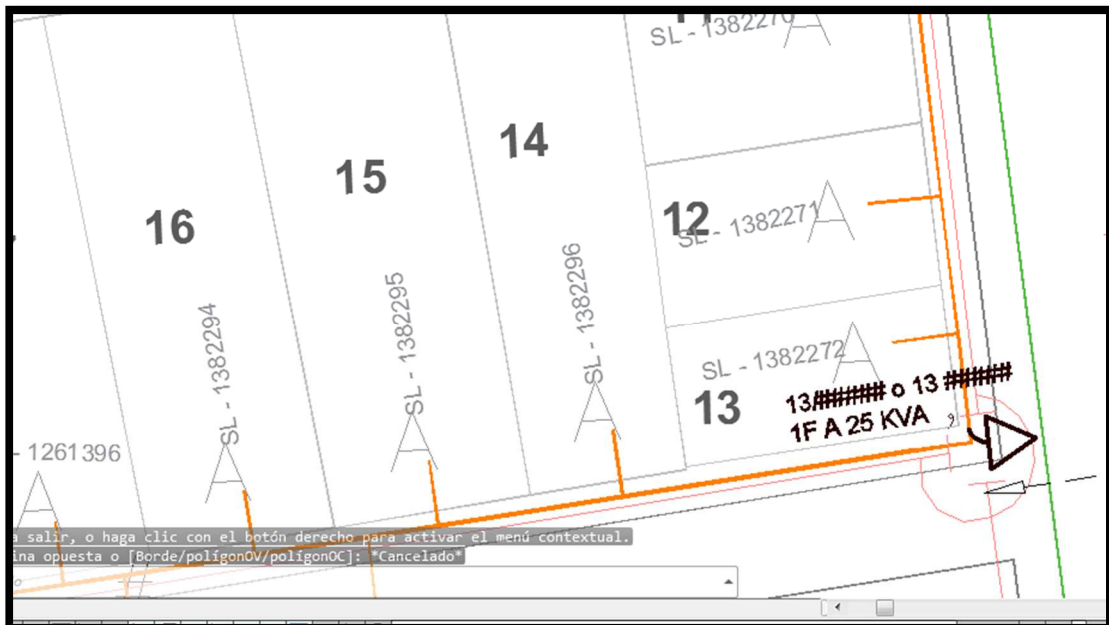 SL - 1382270
14
15
12
SL - 1382271
16
SL - 1382296
SL - 1382295
SL - 1382294
SL - 1382272
13
13/###### o 13 ######
1F A 25 KVA
- 1261396
a salir, o haga clic con el botón derecho para activar el menú contextual.
ina opuesta o [Borde/polígonOV/polígonOC]: *Cancelado*